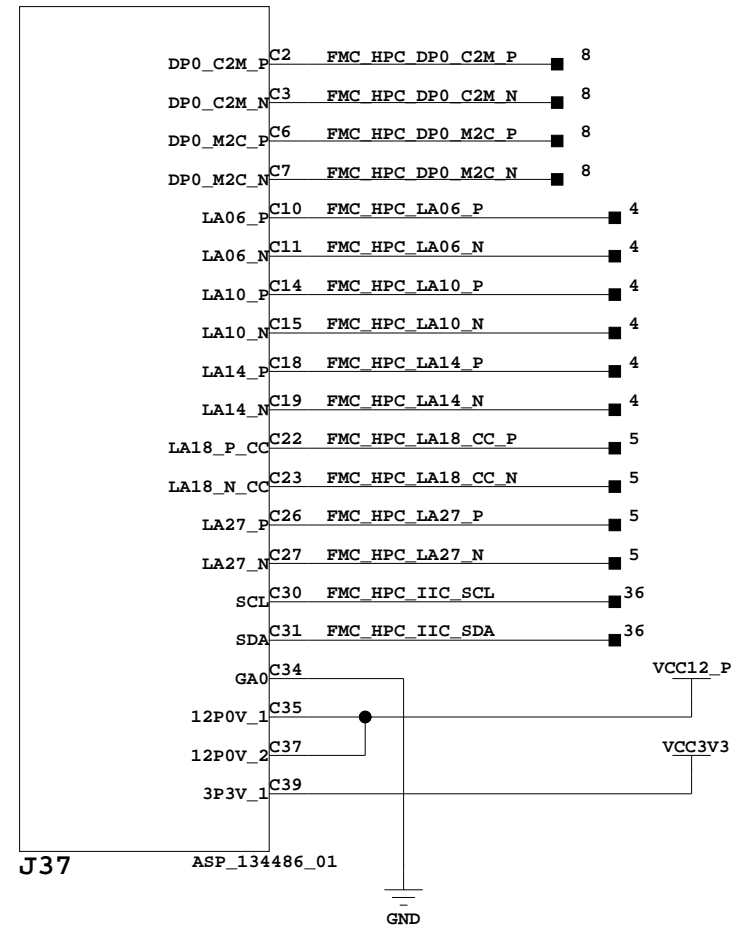 DP0_C2M_P C2 FMC_HPC_DP0_C2M_P 8
DP0_C2M_N C3 FMC_HPC_DP0_C2M_N 8
DP0_M2C_P C6 FMC_HPC_DP0_M2C_P 8
DP0_M2C_N C7 FMC_HPC_DP0_M2C_N 8
LA06_P C10 FMC_HPC_LA06_P 4
LA06_N C11 FMC_HPC_LA06_N 4
LA10_P C14 FMC_HPC_LA10_P 4
LA10_N C15 FMC_HPC_LA10_N 4
LA14_P C18 FMC_HPC_LA14_P 4
LA14_N C19 FMC_HPC_LA14_N 4
LA18_P_CC C22 FMC_HPC_LA18_CC_P 5
LA18_N_CC C23 FMC_HPC_LA18_CC_N 5
LA27_P C26 FMC_HPC_LA27_P 5
LA27_N C27 FMC_HPC_LA27_N 5
SCL C30 FMC_HPC_IIC_SCL 36
SDA C31 FMC_HPC_IIC_SDA 36
GA0 C34 VCC12_P
12P0V_1 C35
12P0V_2 C37 VCC3V3
3P3V_1 C39
J37 ASP_134486_01
GND